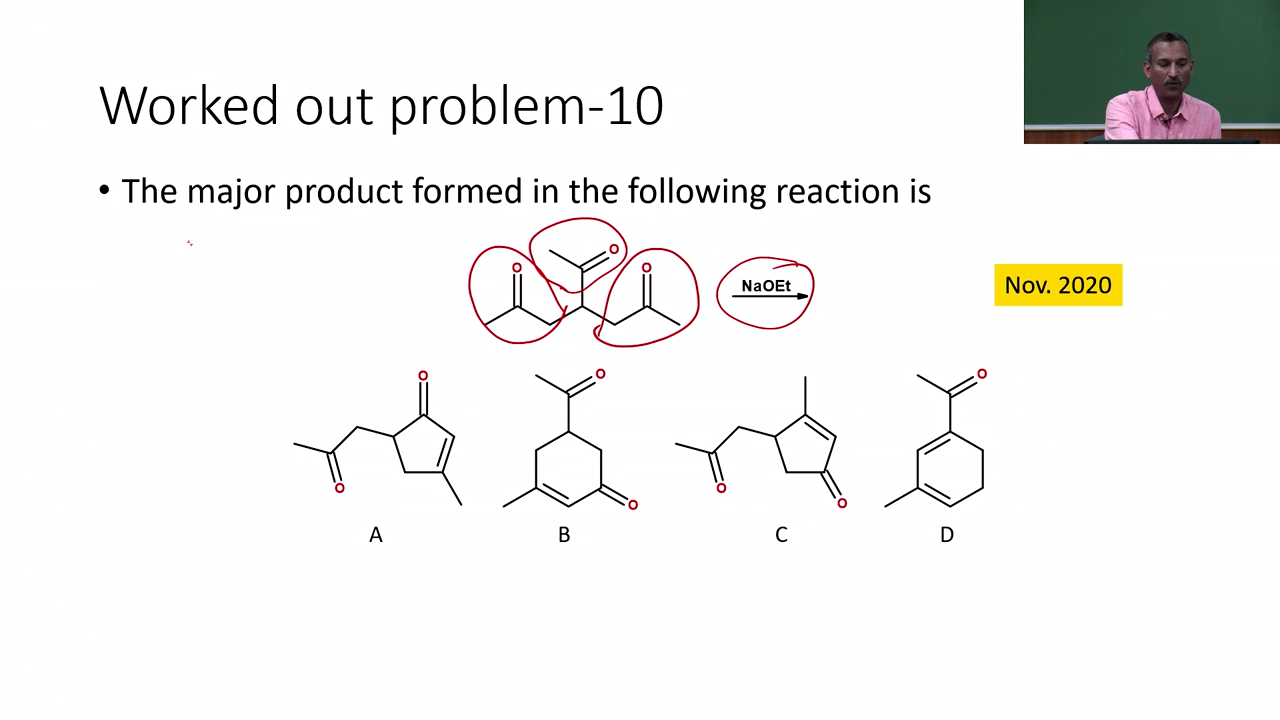 Worked out problem-10
• The major product formed in the following reaction is
O
O
O
NaOEt
Nov. 2020
O
O
O
O
O
O
O
A
B
C
D